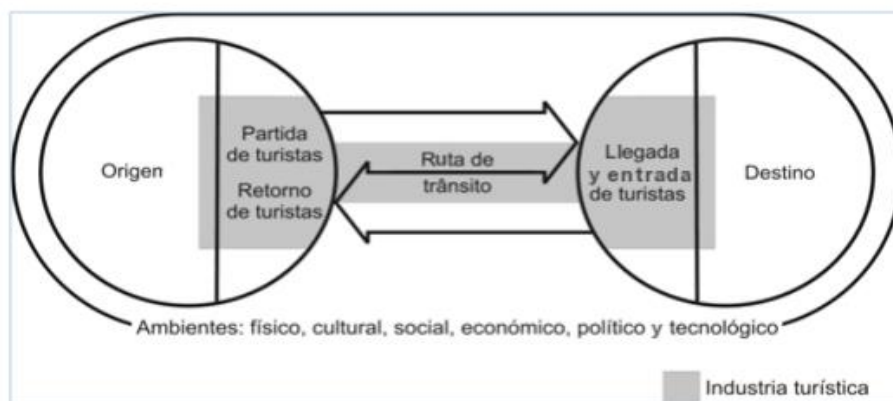 Origen
Partida
de turistas
Retorno
de turistas
Ruta de
trânsito
Llegada
y entrada
de turistas
Destino
Ambientes: físico, cultural, social, económico, político y tecnológico
Industria turística